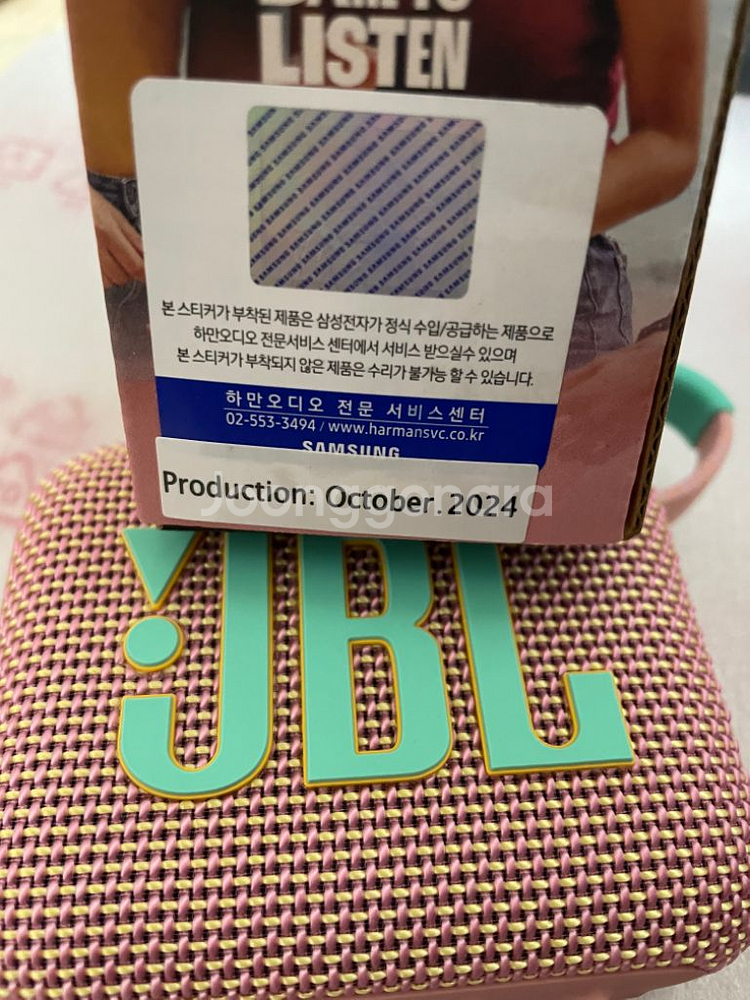 LISTEN
SAMSUNG SAMSUNG SAMSUNG SAMSUNG
본 스티커가 부착된 제품은 삼성전자가 정식 수입/공급하는 제품으로
하만오디오 전문서비스 센터에서 서비스 받으실수 있으며
본 스티커가 부착되지 않은 제품은 수리가 불가능 할 수 있습니다.
하만오디오 전문 서비스센터
02-553-3494 / www.harmansvc.co.kr
SAMSUNG
Production: October. 2024
Joonggonara
JBL